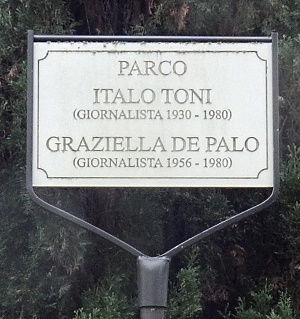 PARCO
ITALO TONI
(GIORNALISTA 1930 - 1980)
GRAZIELLA DE PALO
(GIORNALISTA 1956 - 1980)